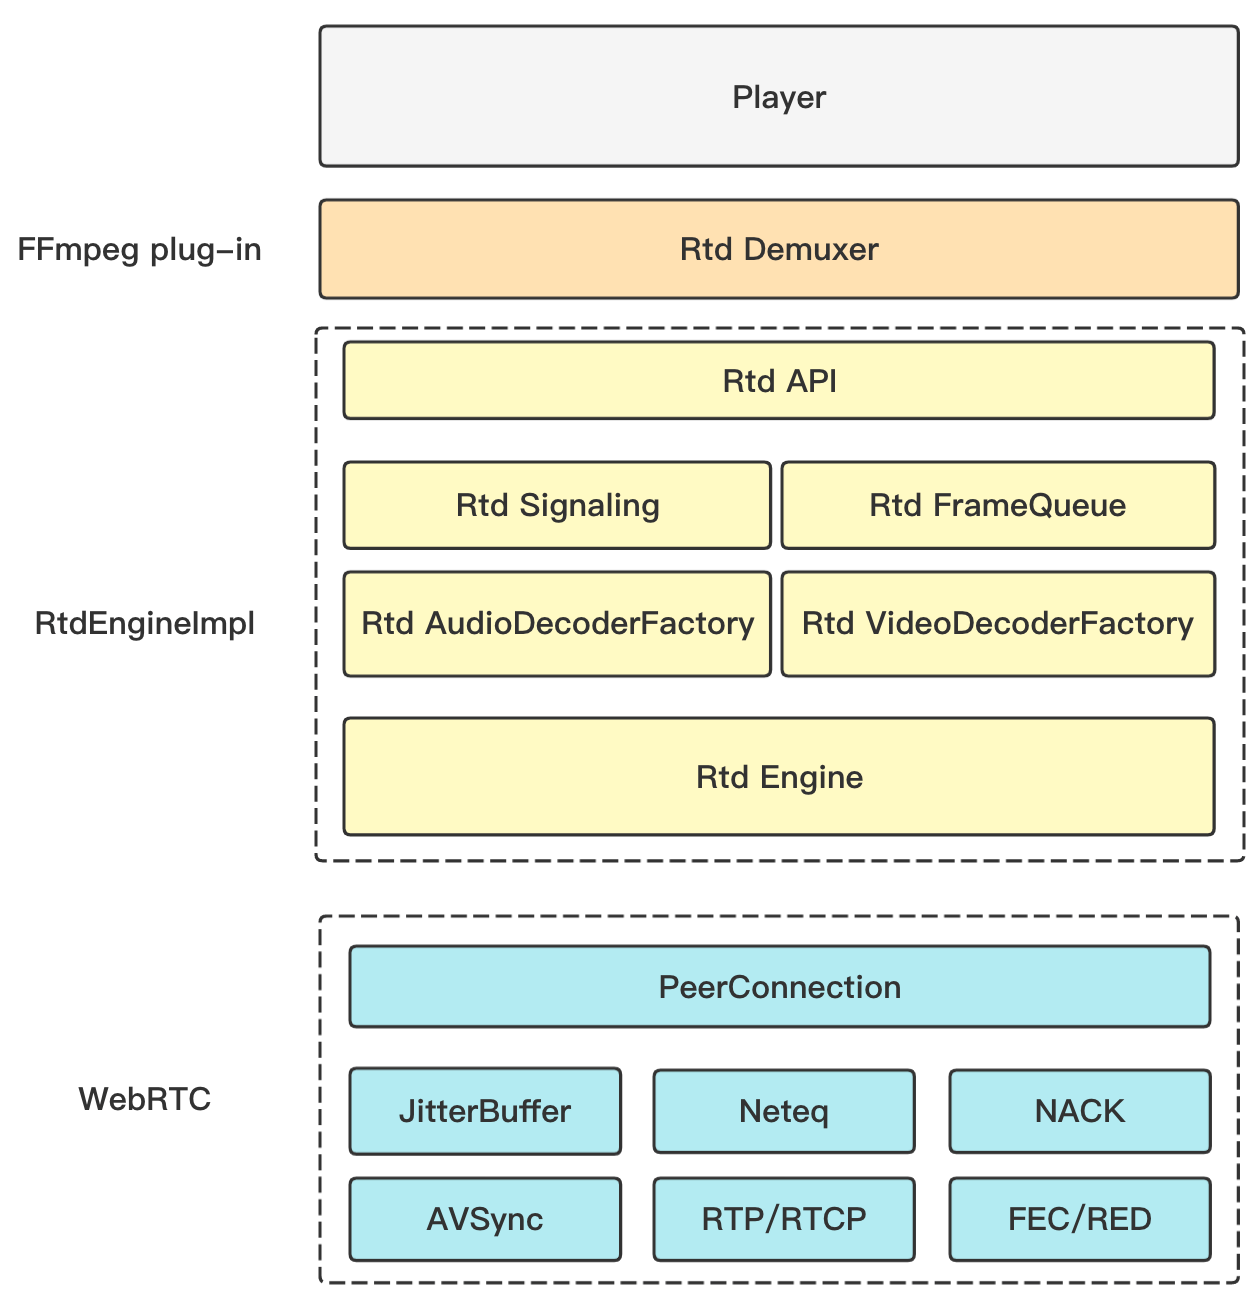 Player
FFmpeg plug-in
Rtd Demuxer
Rtd API
Rtd Signaling
Rtd FrameQueue
RtdEngineImpl
Rtd AudioDecoderFactory
Rtd VideoDecoderFactory
Rtd Engine
PeerConnection
WebRTC
JitterBuffer
Neteq
NACK
AVSync
RTP/RTCP
FEC/RED